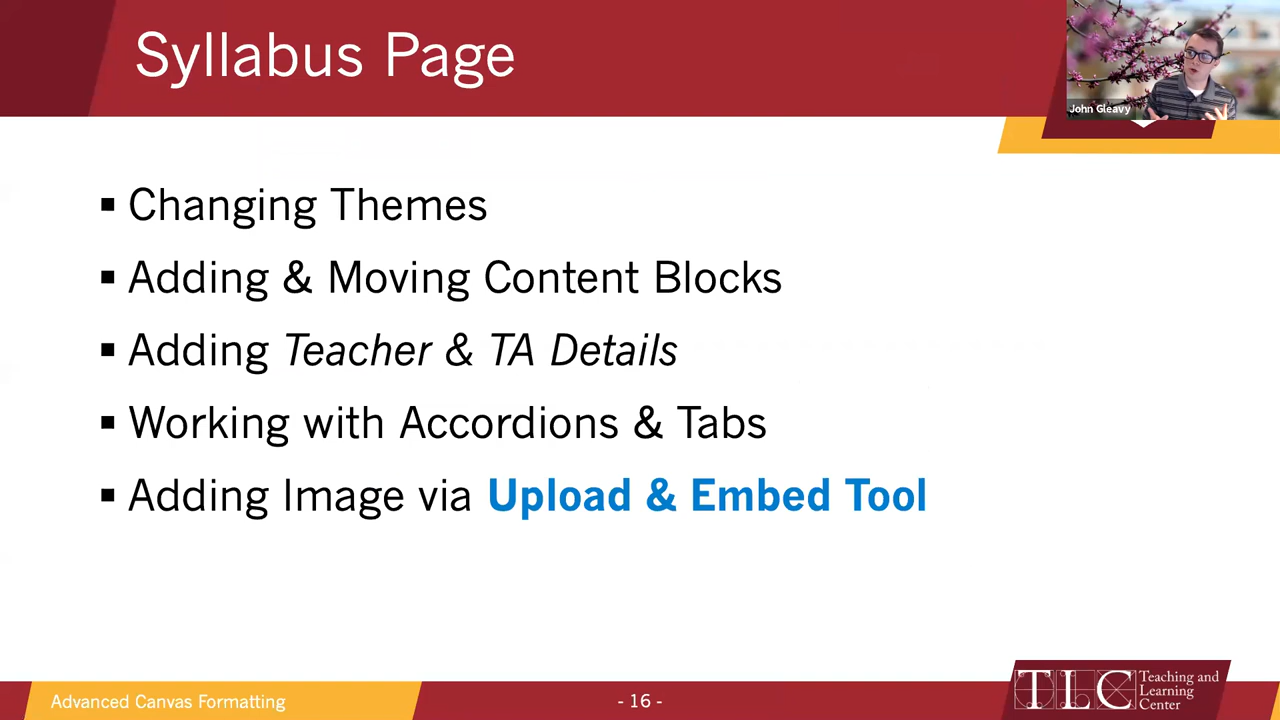 Syllabus Page
John Gleavy
▪ Changing Themes
▪ Adding & Moving Content Blocks
▪ Adding Teacher & TA Details
▪ Working with Accordions & Tabs
▪ Adding Image via Upload & Embed Tool
Advanced Canvas Formatting
- 16 -
TLC
Teaching and
Learning
Center